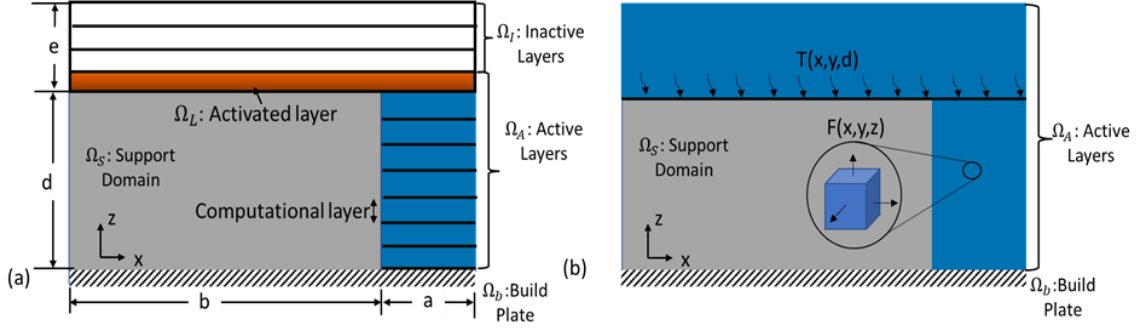 e
Ω_I: Inactive
Layers
Ω_L: Activated layer
Ω_S: Support
Domain
d
Ω_A: Active
Layers
Computational layer
z
x
(a)
b
a
Ω_b:Build
Plate
T(x,y,d)
F(x,y,z)
Ω_S: Support
Domain
Ω_A: Active
Layers
z
x
(b)
Ω_b:Build
Plate